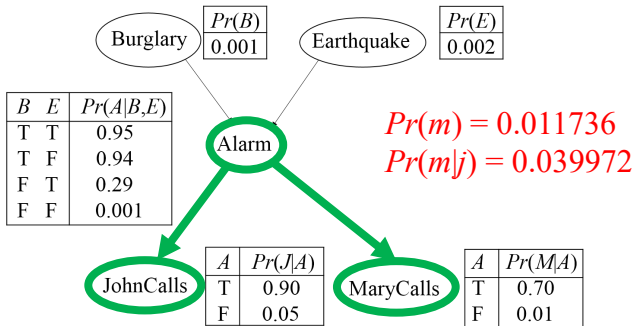 Burglary
Pr(B)
0.001
Earthquake
Pr(E)
0.002
B E Pr(A|B,E)
T T 0.95
T F 0.94
F T 0.29
F F 0.001
Alarm
Pr(m) = 0.011736
Pr(m|j) = 0.039972
JohnCalls
A Pr(J|A)
T 0.90
F 0.05
MaryCalls
A Pr(M|A)
T 0.70
F 0.01